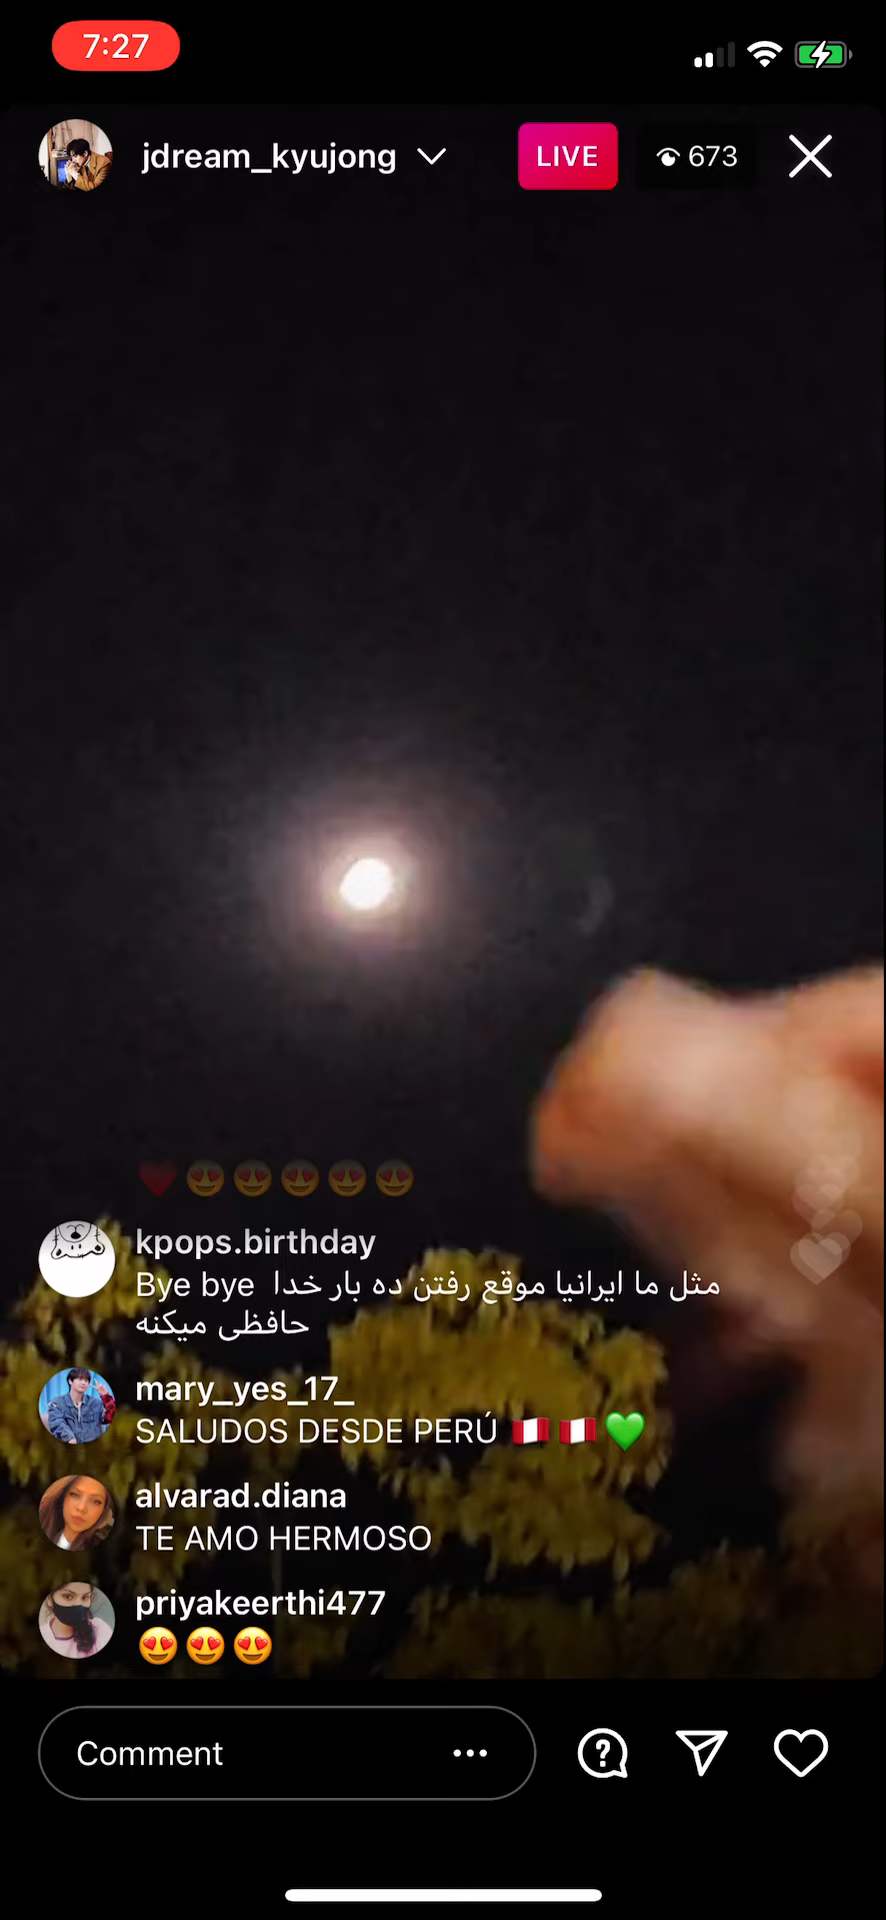 7:27
jdream_kyujong
LIVE
673
❤️😍😍😍😍😍
kpops.birthday
Bye bye مثل ما ایرانیا موقع رفتن ده بار خدا
حافظی میکنه
mary_yes_17_
SALUDOS DESDE PERÚ 🇵🇪🇵🇪💚
alvarad.diana
TE AMO HERMOSO
priyakeerthi477
😍😍😍
Comment